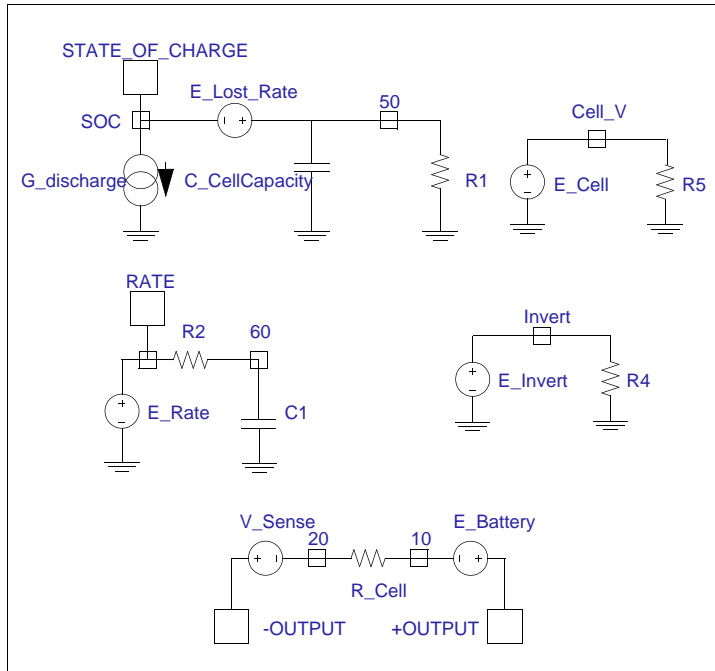 STATE_OF_CHARGE
E_Lost_Rate
50
SOC
Cell_V
G_discharge
C_CellCapacity
R1
E_Cell
R5
RATE
R2
60
Invert
E_Rate
C1
E_Invert
R4
V_Sense
20
10
E_Battery
R_Cell
-OUTPUT
+OUTPUT